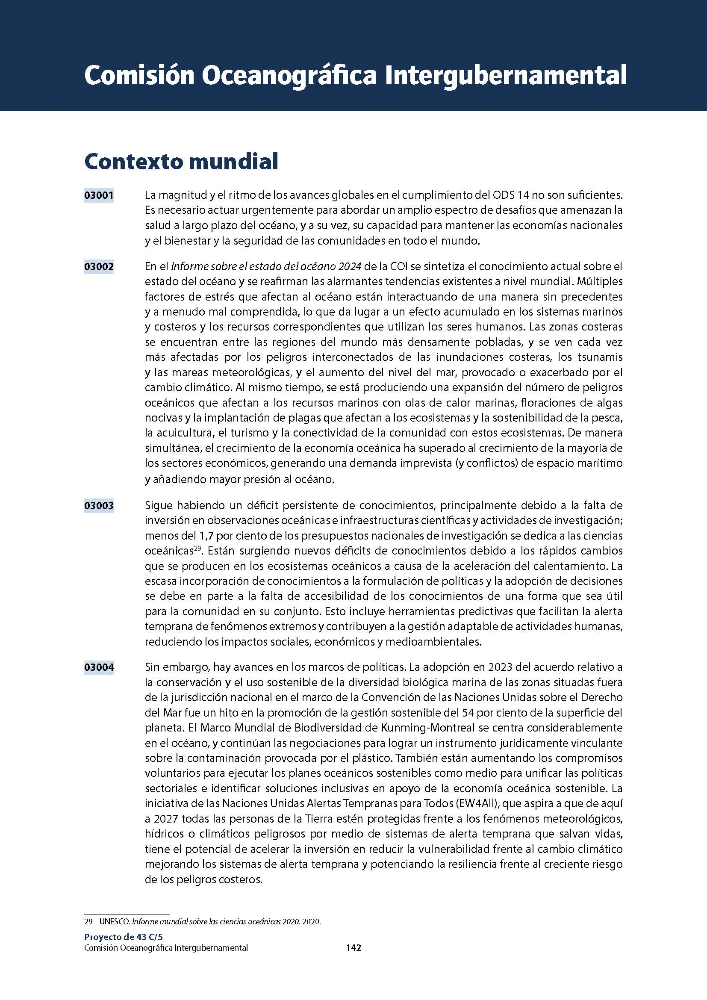 Comisión Oceanográfica Intergubernamental
Contexto mundial
03001 La magnitud y el ritmo de los avances globales en el cumplimiento del ODS 14 no son suficientes.
Es necesario actuar urgentemente para abordar un amplio espectro de desafíos que amenazan la
salud a largo plazo del océano, y a su vez, su capacidad para mantener las economías nacionales
y el bienestar y la seguridad de las comunidades en todo el mundo.
03002 En el Informe sobre el estado del océano 2024 de la COI se sintetiza el conocimiento actual sobre el
estado del océano y se reafirman las alarmantes tendencias existentes a nivel mundial. Múltiples
factores de estrés que afectan al océano están interactuando de una manera sin precedentes
y a menudo mal comprendida, lo que da lugar a un efecto acumulado en los sistemas marinos
y costeros y los recursos correspondientes que utilizan los seres humanos. Las zonas costeras
se encuentran entre las regiones del mundo más densamente pobladas, y se ven cada vez
más afectadas por los peligros interconectados de las inundaciones costeras, los tsunamis
y las mareas meteorológicas, y el aumento del nivel del mar, provocado o exacerbado por el
cambio climático. Al mismo tiempo, se está produciendo una expansión del número de peligros
oceánicos que afectan a los recursos marinos con olas de calor marinas, floraciones de algas
nocivas y la implantación de plagas que afectan a los ecosistemas y la sostenibilidad de la pesca,
la acuicultura, el turismo y la conectividad de la comunidad con estos ecosistemas. De manera
simultánea, el crecimiento de la economía oceánica ha superado al crecimiento de la mayoría de
los sectores económicos, generando una demanda imprevista (y conflictos) de espacio marítimo
y añadiendo mayor presión al océano.
03003 Sigue habiendo un déficit persistente de conocimientos, principalmente debido a la falta de
inversión en observaciones oceánicas e infraestructuras científicas y actividades de investigación;
menos del 1,7 por ciento de los presupuestos nacionales de investigación se dedica a las ciencias
oceánicas29. Están surgiendo nuevos déficits de conocimientos debido a los rápidos cambios
que se producen en los ecosistemas oceánicos a causa de la aceleración del calentamiento. La
escasa incorporación de conocimientos a la formulación de políticas y la adopción de decisiones
se debe en parte a la falta de accesibilidad de los conocimientos de una forma que sea útil
para la comunidad en su conjunto. Esto incluye herramientas predictivas que facilitan la alerta
temprana de fenómenos extremos y contribuyen a la gestión adaptable de actividades humanas,
reduciendo los impactos sociales, económicos y medioambientales.
03004 Sin embargo, hay avances en los marcos de políticas. La adopción en 2023 del acuerdo relativo a
la conservación y el uso sostenible de la diversidad biológica marina de las zonas situadas fuera
de la jurisdicción nacional en el marco de la Convención de las Naciones Unidas sobre el Derecho
del Mar fue un hito en la promoción de la gestión sostenible del 54 por ciento de la superficie del
planeta. El Marco Mundial de Biodiversidad de Kunming-Montreal se centra considerablemente
en el océano, y continúan las negociaciones para lograr un instrumento jurídicamente vinculante
sobre la contaminación provocada por el plástico. También están aumentando los compromisos
voluntarios para ejecutar los planes oceánicos sostenibles como medio para unificar las políticas
sectoriales e identificar soluciones inclusivas en apoyo de la economía oceánica sostenible. La
iniciativa de las Naciones Unidas Alertas Tempranas para Todos (EW4All), que aspira a que de aquí
a 2027 todas las personas de la Tierra estén protegidas frente a los fenómenos meteorológicos,
hídricos o climáticos peligrosos por medio de sistemas de alerta temprana que salvan vidas,
tiene el potencial de acelerar la inversión en reducir la vulnerabilidad frente al cambio climático
mejorando los sistemas de alerta temprana y potenciando la resiliencia frente al creciente riesgo
de los peligros costeros.
29 UNESCO. Informe mundial sobre las ciencias oceánicas 2020. 2020.
Proyecto de 43 C/5
Comisión Oceanográfica Intergubernamental 142